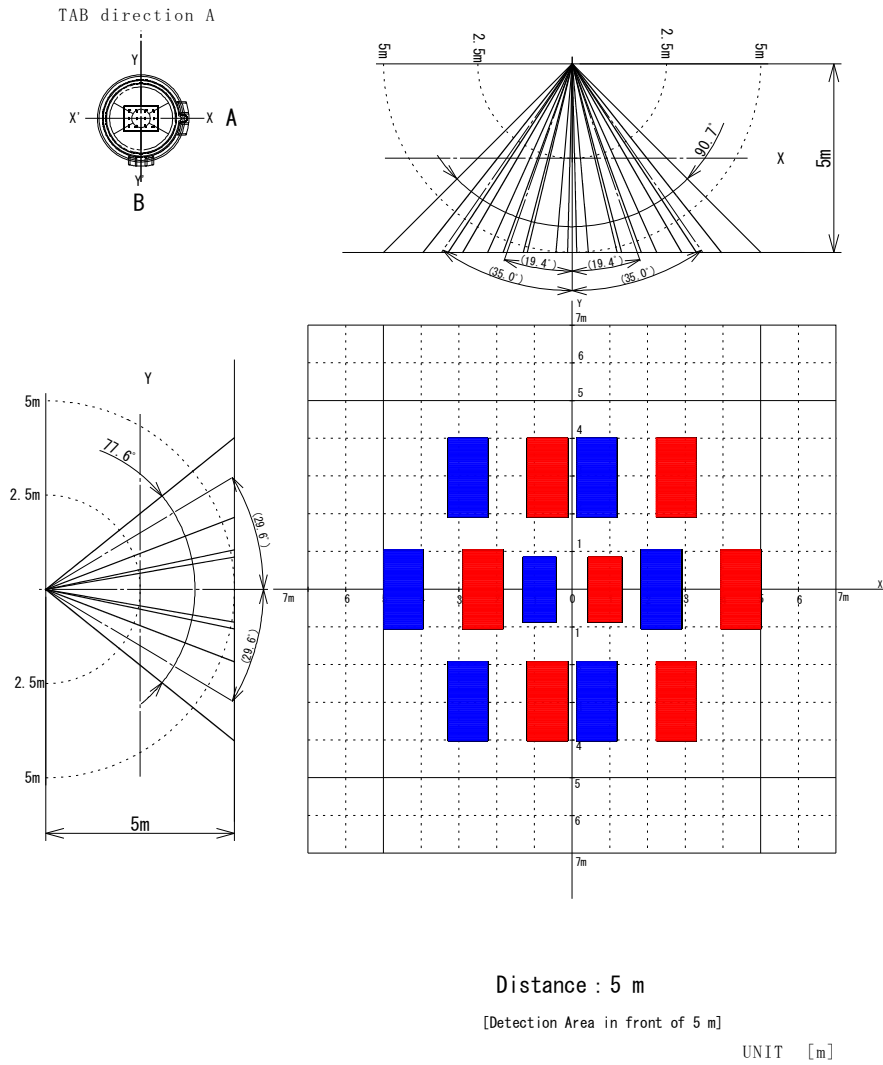 TAB direction A
Y
X'
X
A
Y'
B
5m
2.5m
2.5m
5m
90.7°
X
5m
(19.4°)
(19.4°)
(35.0°)
(35.0°)
Y
7m
6
5
4
1
7m
6
3
0
3
5
6
7m
X
1
4
5
6
7m
Y
5m
2.5m
2.5m
5m
77.6°
(29.6°)
(29.6°)
5m
Distance : 5 m
[Detection Area in front of 5 m]
UNIT [m]